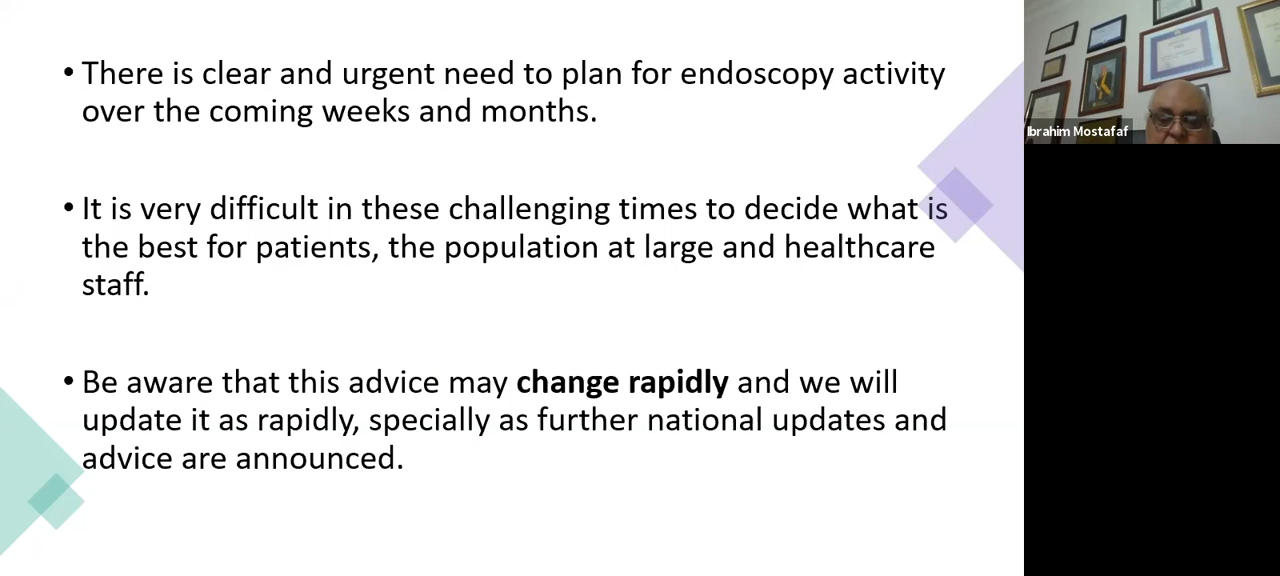 • There is clear and urgent need to plan for endoscopy activity
over the coming weeks and months.
• It is very difficult in these challenging times to decide what is
the best for patients, the population at large and healthcare
staff.
• Be aware that this advice may change rapidly and we will
update it as rapidly, specially as further national updates and
advice are announced.
Ibrahim Mostafaf